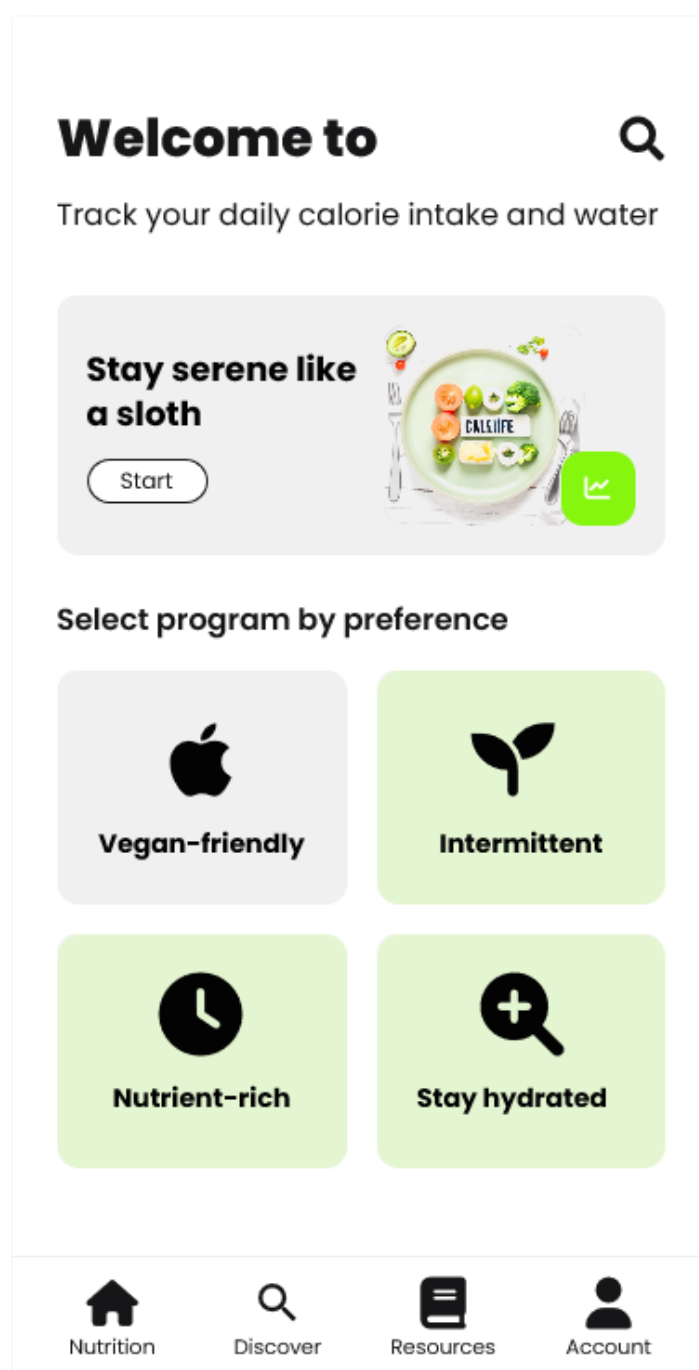 Welcome to
Track your daily calorie intake and water
Stay serene like
a sloth
Start
Select program by preference
Vegan-friendly
Intermittent
Nutrient-rich
Stay hydrated
Nutrition
Discover
Resources
Account